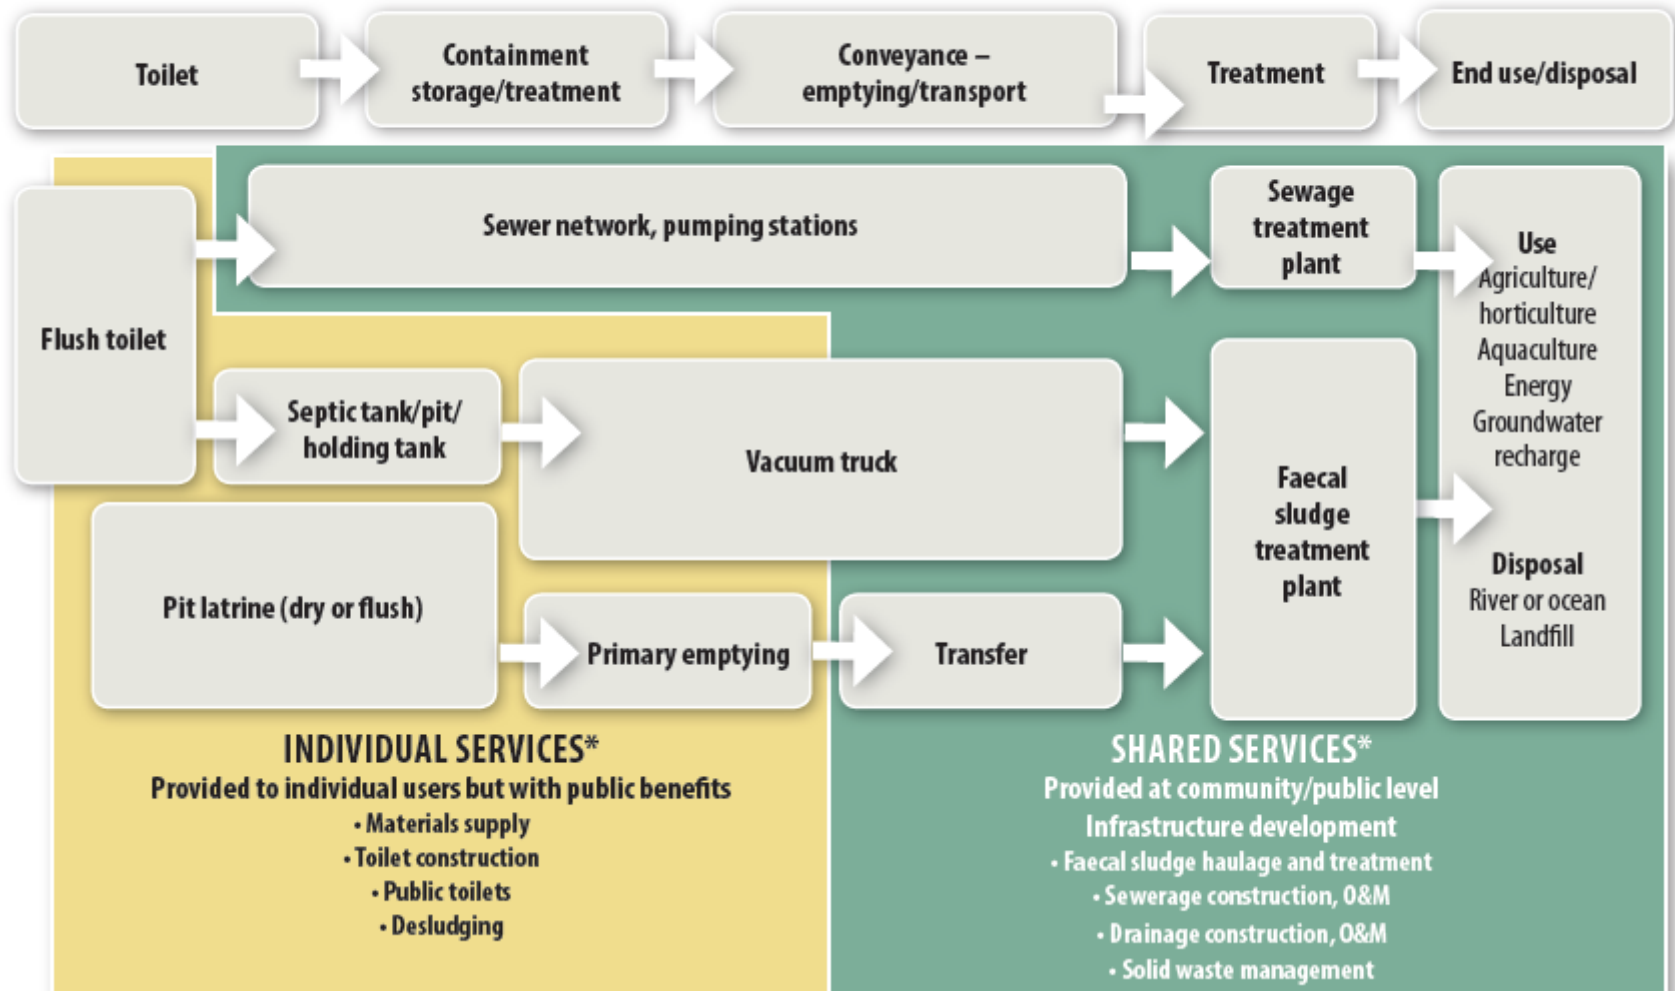 Toilet
Containment
storage/treatment
Conveyance –
emptying/transport
Treatment
End use/disposal
Flush toilet
Sewer network, pumping stations
Sewage
treatment
plant
Septic tank/pit/
holding tank
Vacuum truck
Pit latrine (dry or flush)
Primary emptying
Transfer
Faecal
sludge
treatment
plant
Use
Agriculture/
horticulture
Aquaculture
Energy
Groundwater
recharge
Disposal
River or ocean
Landfill
INDIVIDUAL SERVICES*
Provided to individual users but with public benefits
• Materials supply
• Toilet construction
• Public toilets
• Desludging
SHARED SERVICES*
Provided at community/public level
Infrastructure development
• Faecal sludge haulage and treatment
• Sewerage construction, O&M
• Drainage construction, O&M
• Solid waste management